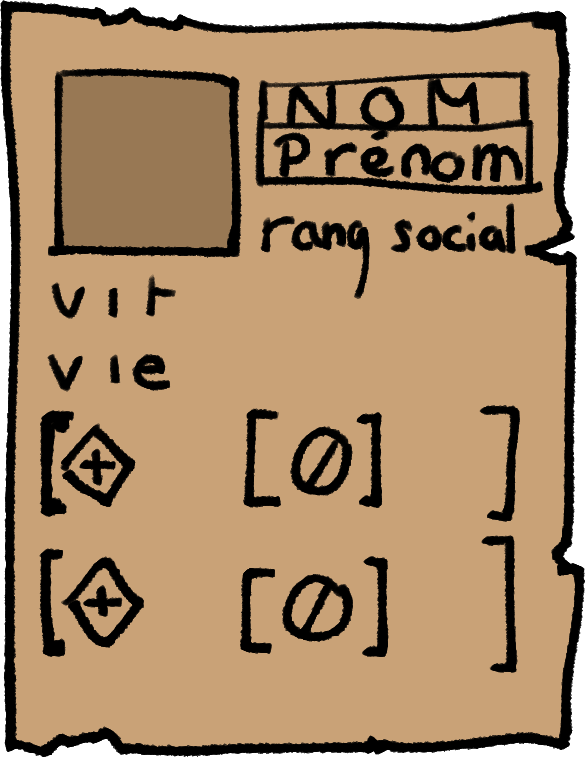 NOM
Prénom
rang social
vit
vie
[+ [Ø] ]
[+ [Ø] ]